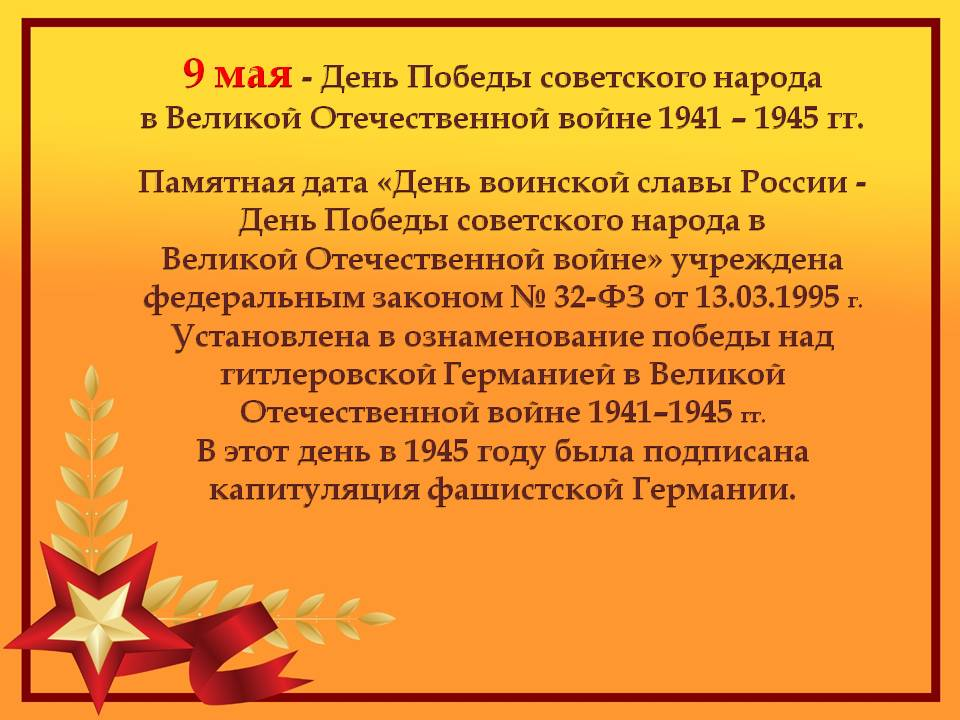 9 мая - День Победы советского народа
в Великой Отечественной войне 1941 – 1945 гг.
Памятная дата «День воинской славы России -
День Победы советского народа в
Великой Отечественной войне» учреждена
федеральным законом № 32-ФЗ от 13.03.1995 г.
Установлена в ознаменование победы над
гитлеровской Германией в Великой
Отечественной войне 1941–1945 гг.
В этот день в 1945 году была подписана
капитуляция фашистской Германии.